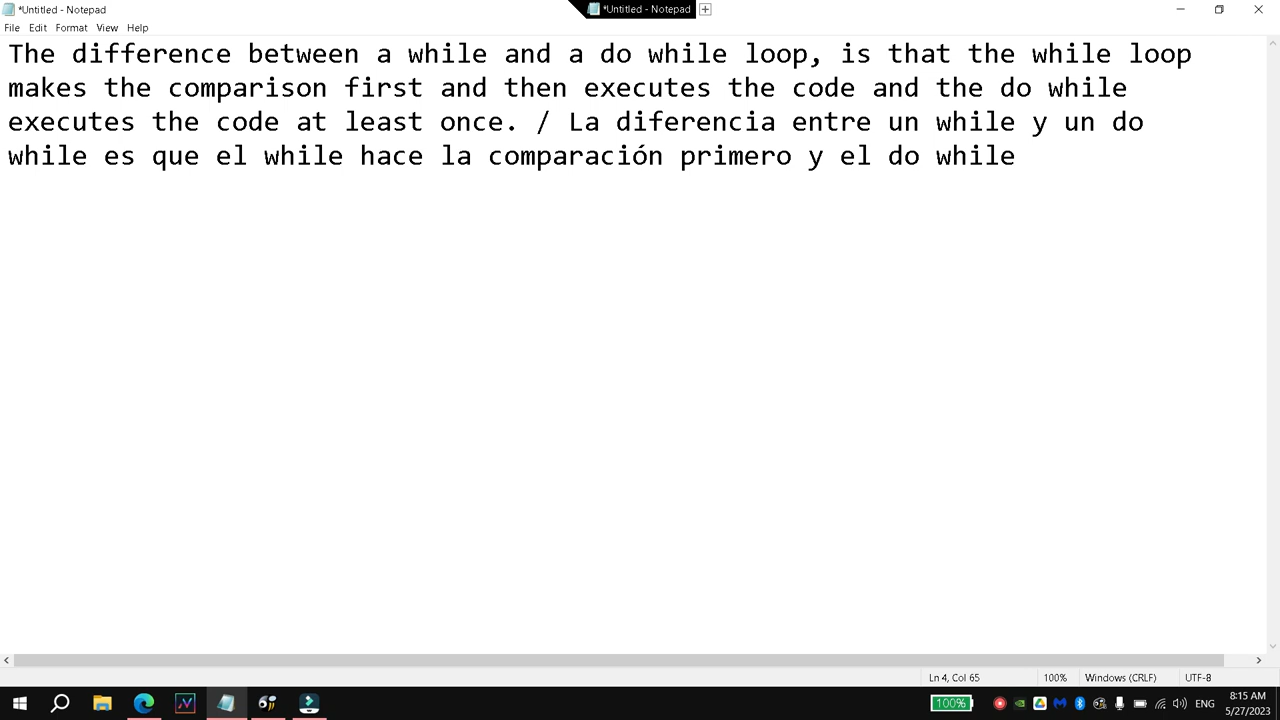 *Untitled - Notepad
*Untitled - Notepad
File Edit Format View Help
The difference between a while and a do while loop, is that the while loop
makes the comparison first and then executes the code and the do while
executes the code at least once. / La diferencia entre un while y un do
while es que el while hace la comparación primero y el do while
Ln 4, Col 65 100% Windows (CRLF) UTF-8
100% ENG
8:15 AM
5/27/2023